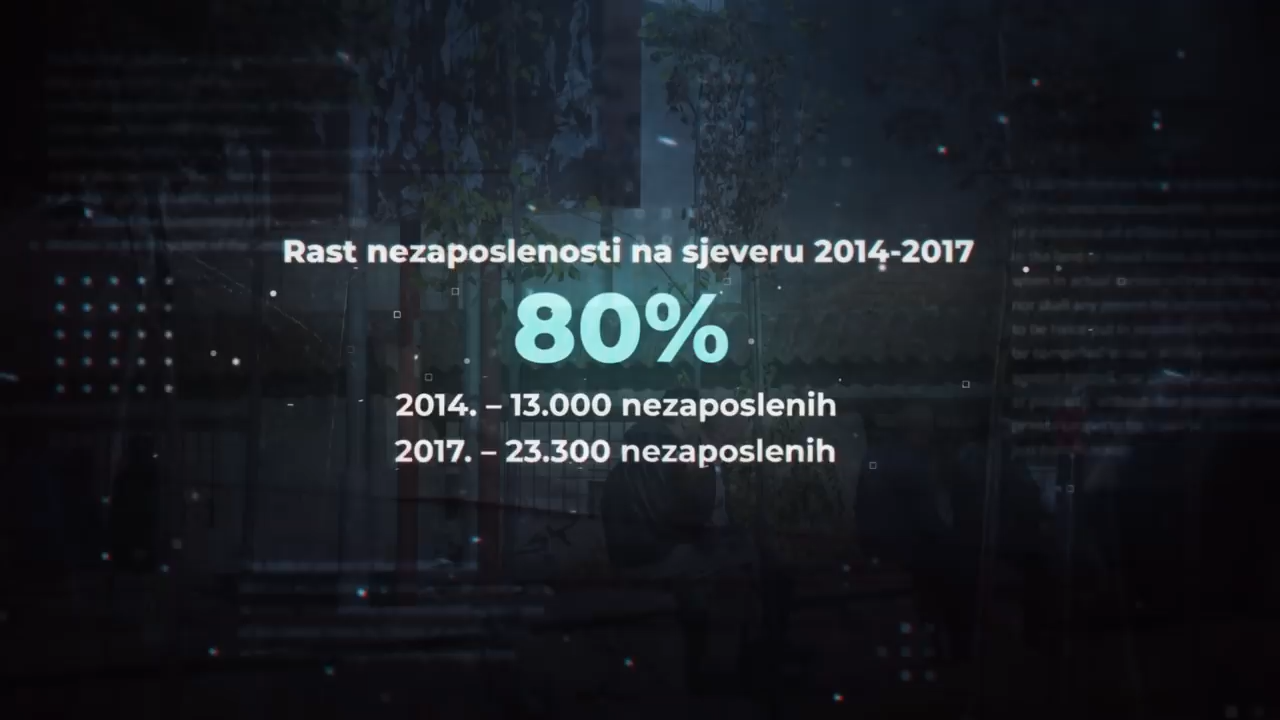 Rast nezaposlenosti na sjeveru 2014-2017
80%
2014. – 13.000 nezaposlenih
2017. – 23.300 nezaposlenih